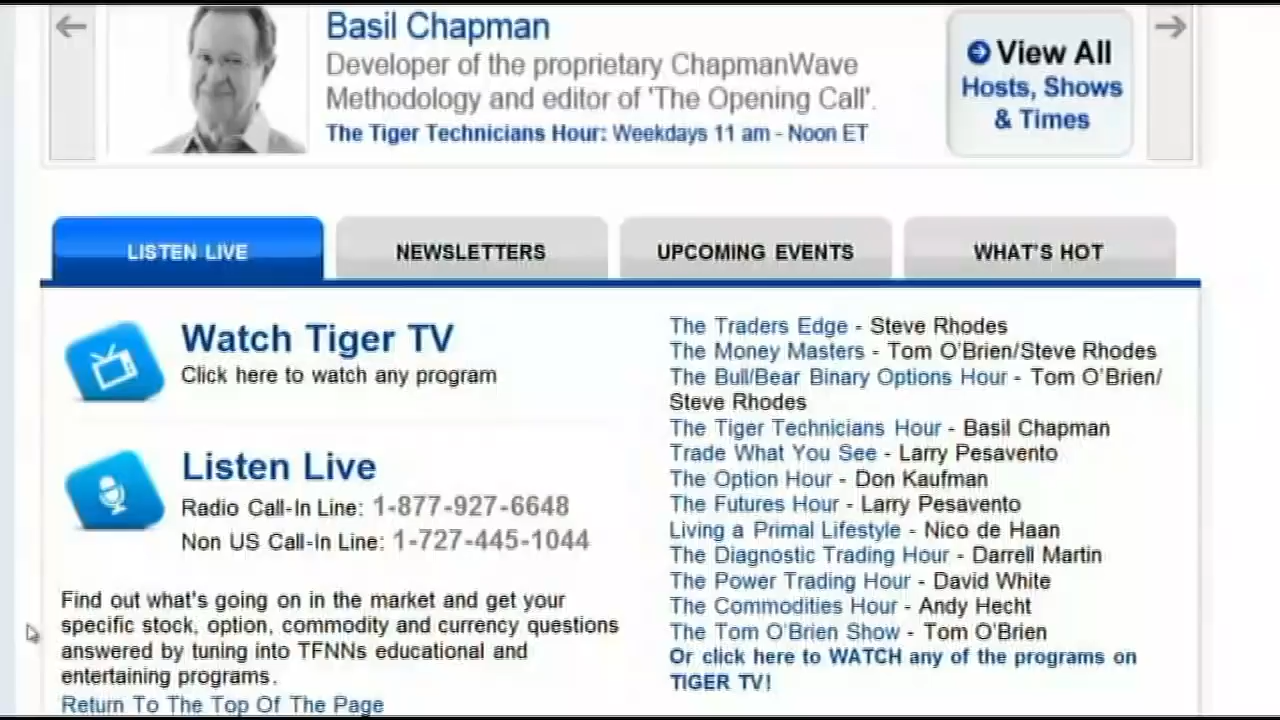 Basil Chapman
Developer of the proprietary ChapmanWave
Methodology and editor of 'The Opening Call'.
The Tiger Technicians Hour: Weekdays 11 am - Noon ET
View All
Hosts, Shows
& Times
LISTEN LIVE
NEWSLETTERS
UPCOMING EVENTS
WHAT'S HOT
Watch Tiger TV
Click here to watch any program
Listen Live
Radio Call-In Line: 1-877-927-6648
Non US Call-In Line: 1-727-445-1044
Find out what's going on in the market and get your
specific stock, option, commodity and currency questions
answered by tuning into TFNNs educational and
entertaining programs.
Return To The Top Of The Page
The Traders Edge - Steve Rhodes
The Money Masters - Tom O'Brien/Steve Rhodes
The Bull/Bear Binary Options Hour - Tom O'Brien/
Steve Rhodes
The Tiger Technicians Hour - Basil Chapman
Trade What You See - Larry Pesavento
The Option Hour - Don Kaufman
The Futures Hour - Larry Pesavento
Living a Primal Lifestyle - Nico de Haan
The Diagnostic Trading Hour - Darrell Martin
The Power Trading Hour - David White
The Commodities Hour - Andy Hecht
The Tom O'Brien Show - Tom O'Brien
Or click here to WATCH any of the programs on
TIGER TV!